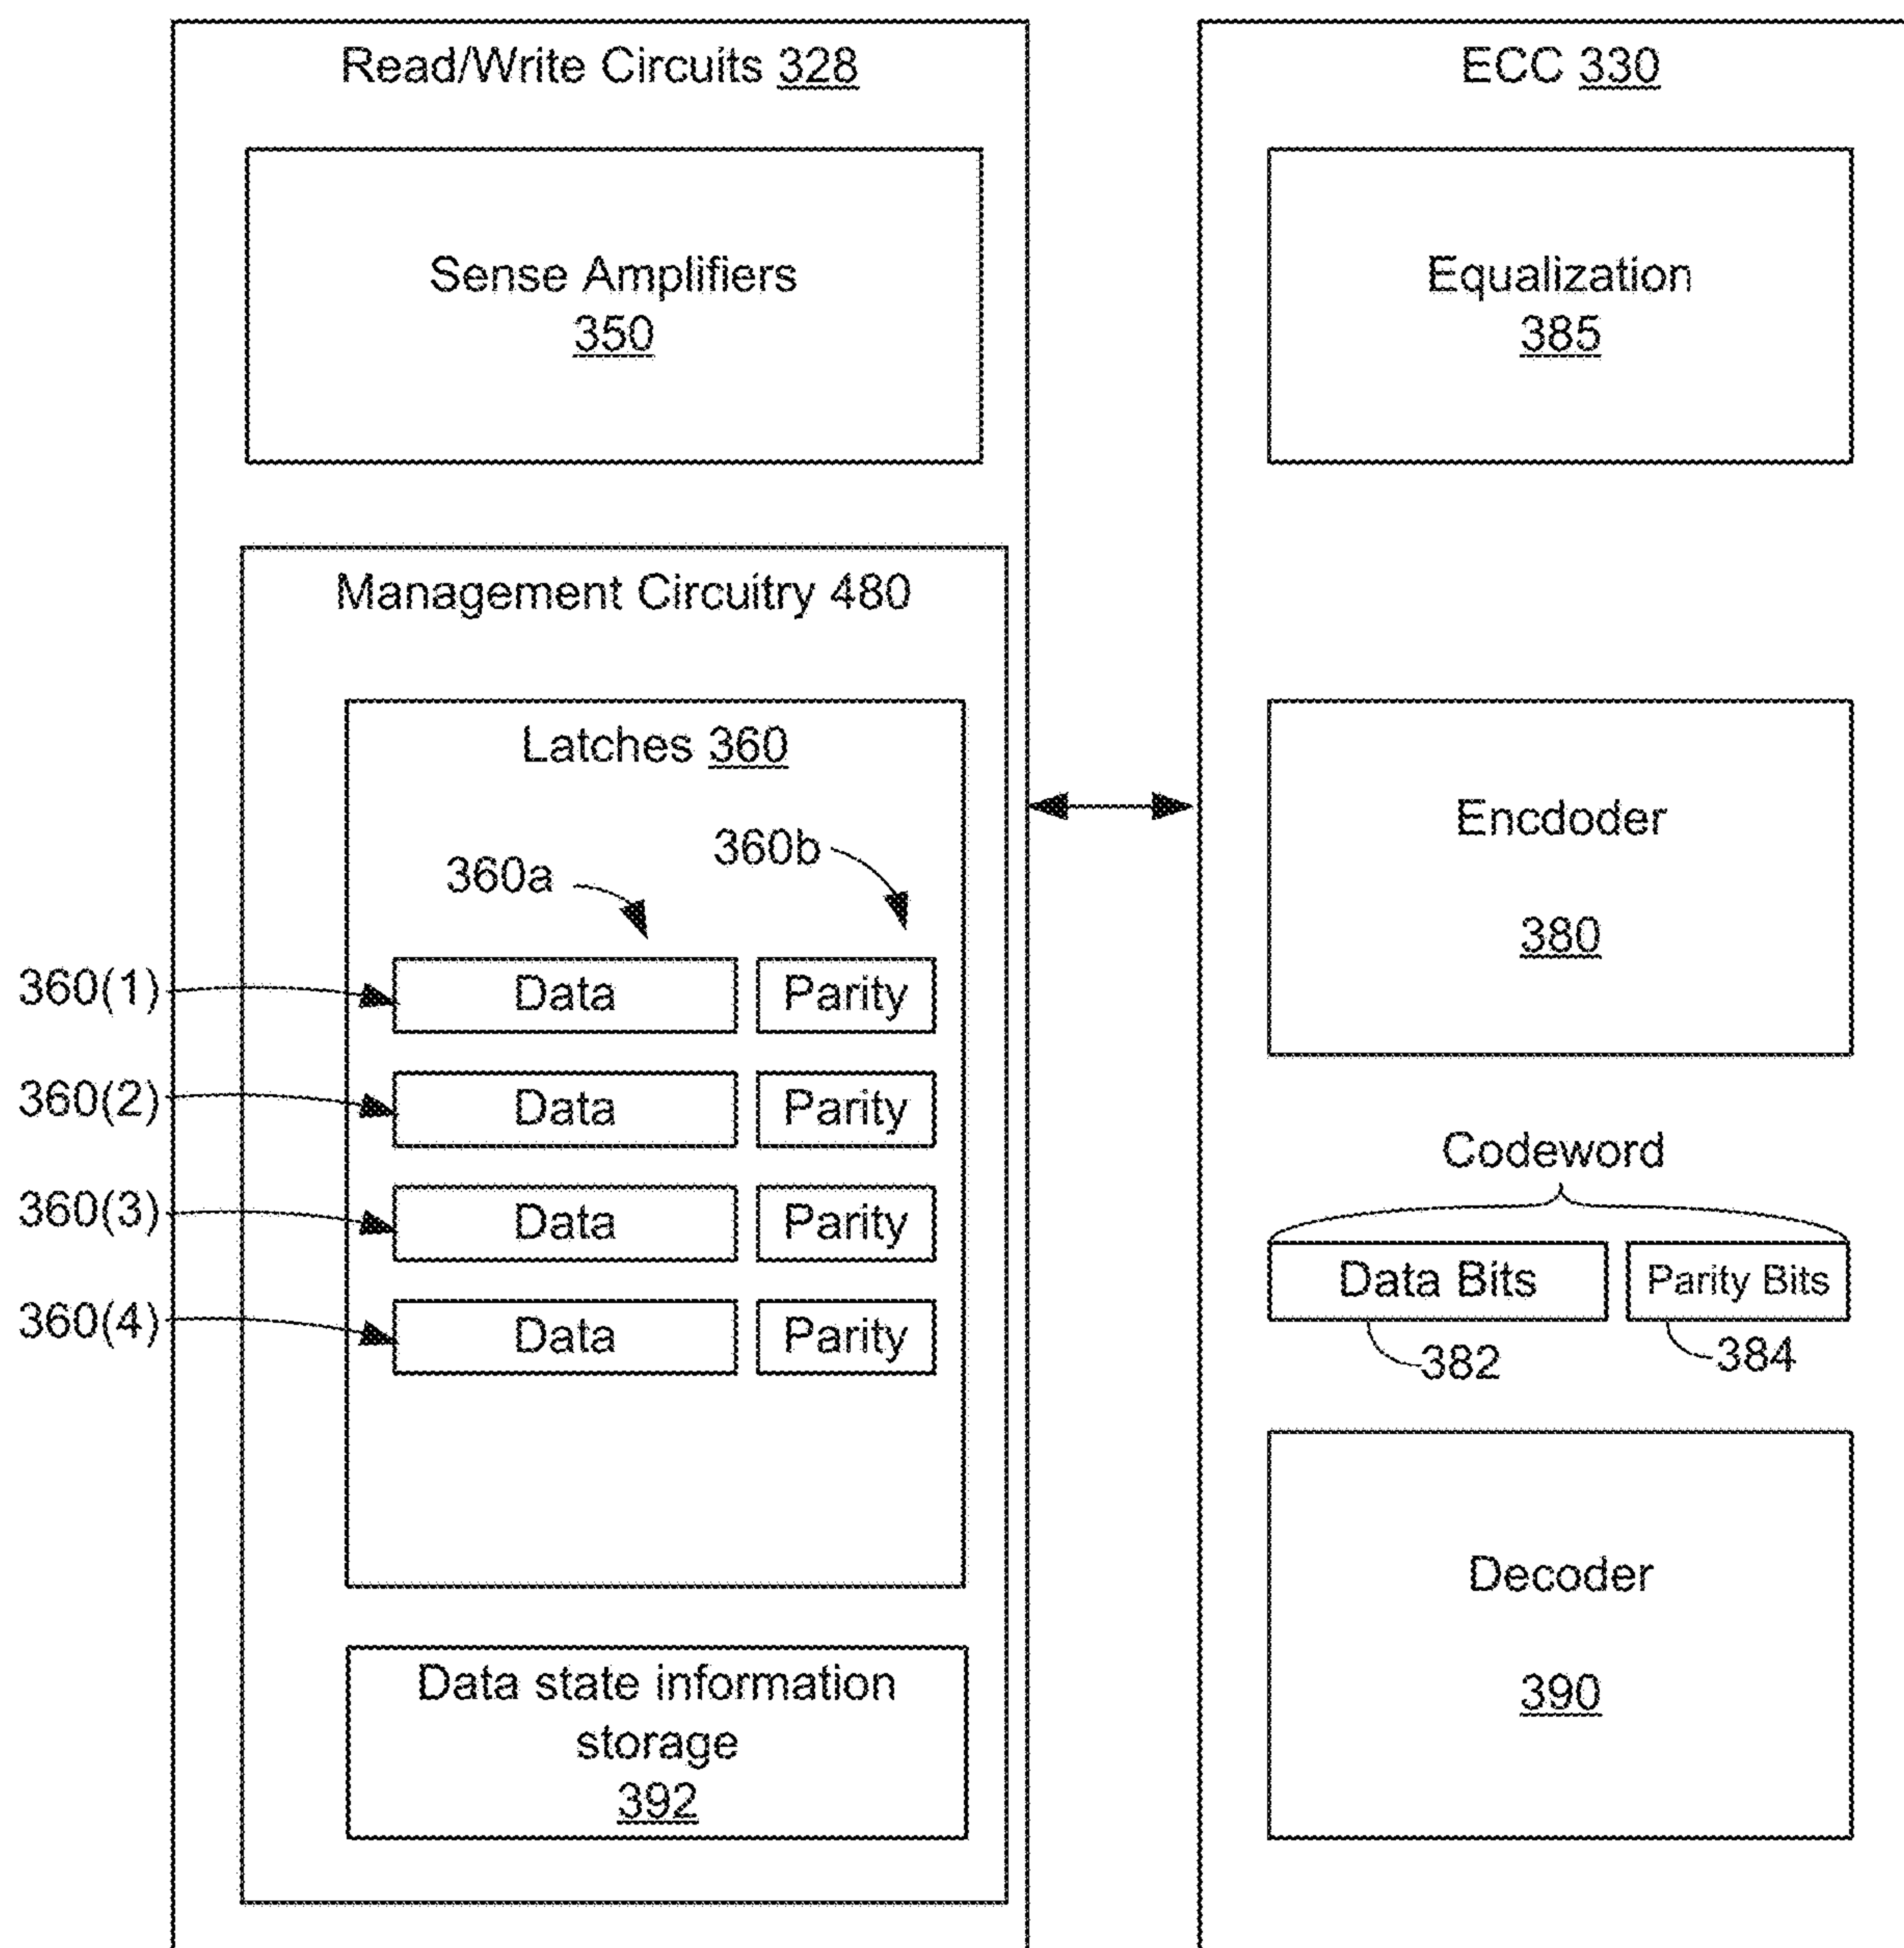 Read/Write Circuits 328
Sense Amplifiers
350
Management Circuitry 480
Latches 360
360a
360b
360(1)
Data
Parity
360(2)
Data
Parity
360(3)
Data
Parity
360(4)
Data
Parity
Data state information
storage
392
ECC 330
Equalization
385
Encdoder
380
Codeword
Data Bits
Parity Bits
382
384
Decoder
390